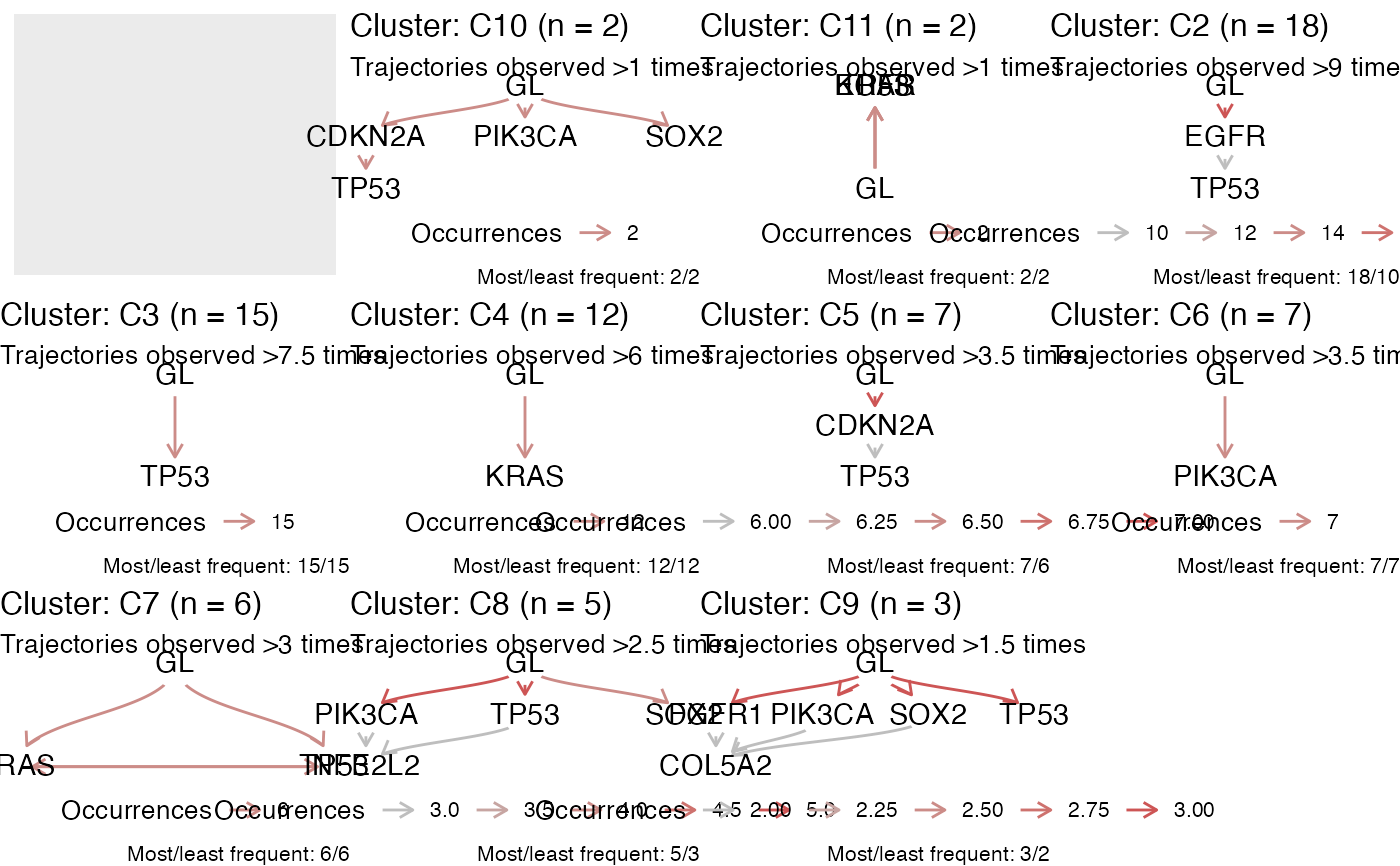 Cluster: C10 (n = 2)
Trajectories observed >1 times
GL
CDKN2A PIK3CA SOX2
TP53
Occurrences 2
Most/least frequent: 2/2
Cluster: C11 (n = 2)
Trajectories observed >1 times
GL
Occurrences 2
Most/least frequent: 2/2
Cluster: C2 (n = 18)
Trajectories observed >9 time
GL
EGFR
TP53
Occurrences 10 12 14
Most/least frequent: 18/10
Cluster: C3 (n = 15)
Trajectories observed >7.5 times
GL
TP53
Occurrences 15
Most/least frequent: 15/15
Cluster: C4 (n = 12)
Trajectories observed >6 times
GL
KRAS
Occurrences 12
Most/least frequent: 12/12
Cluster: C5 (n = 7)
Trajectories observed >3.5 times
GL
CDKN2A
TP53
Occurrences 6.00 6.25 6.50 6.75 7.00
Most/least frequent: 7/6
Cluster: C6 (n = 7)
Trajectories observed >3.5 tim
GL
PIK3CA
Occurrences 7
Most/least frequent: 7/7
Cluster: C7 (n = 6)
Trajectories observed >3 times
GL
RAS TP53
Occurrences 6
Most/least frequent: 6/6
Cluster: C8 (n = 5)
Trajectories observed >2.5 times
GL
PIK3CA TP53 SOX2
NFE2L2
Occurrences 3.0 3.5 4.0 4.5 5.0
Most/least frequent: 5/3
Cluster: C9 (n = 3)
Trajectories observed >1.5 times
GL
FGFR1 PIK3CA SOX2 TP53
COL5A2
Occurrences 2.00 2.25 2.50 2.75 3.00
Most/least frequent: 3/2